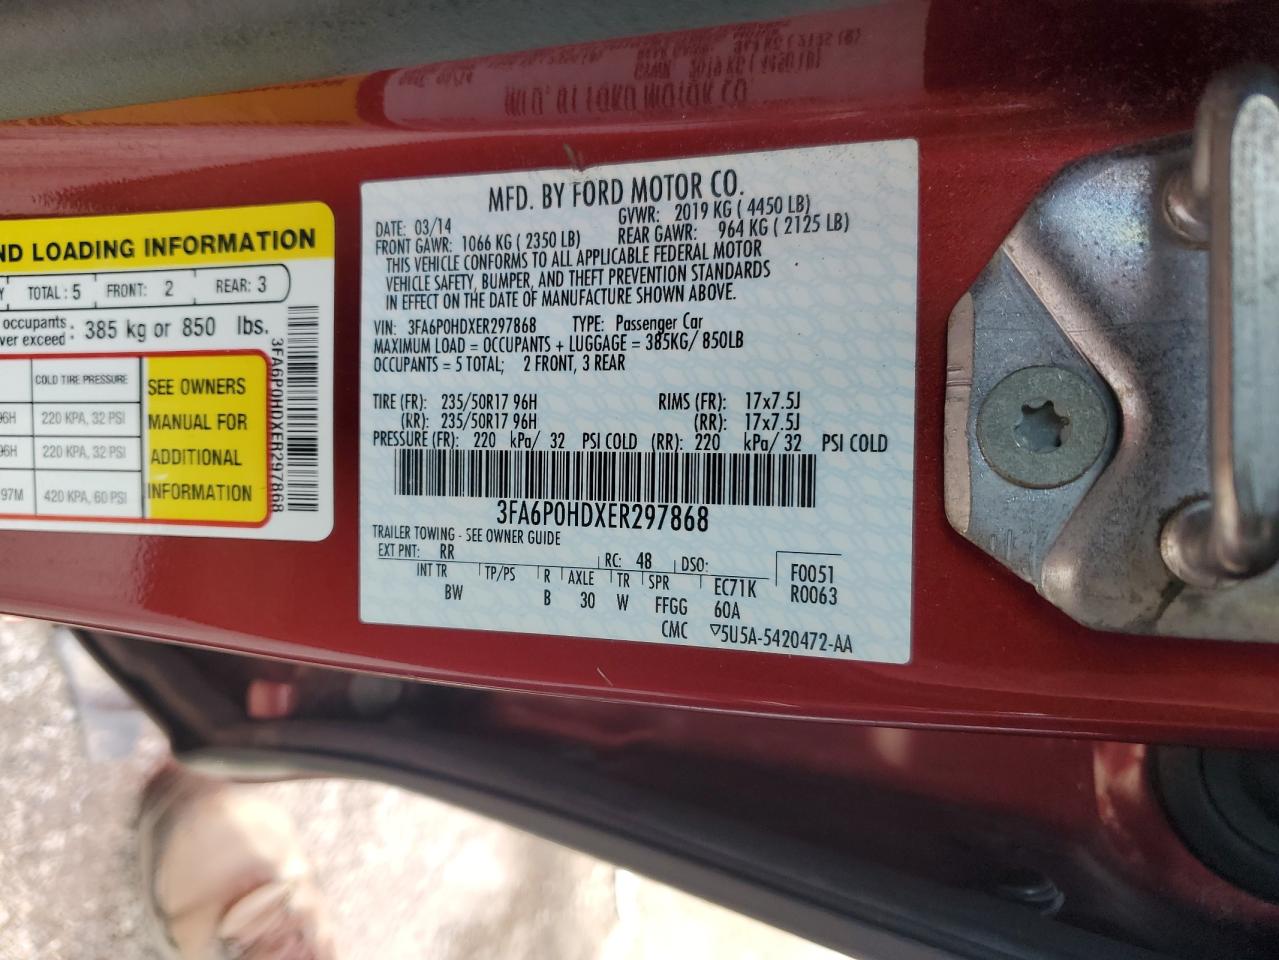 ND LOADING INFORMATION
Y TOTAL : 5 FRONT: 2 REAR: 3
occupants
ver exceed : 385 kg or 850 lbs.
COLD TIRE PRESSURE
96H 220 KPA, 32 PSI
96H 220 KPA, 32 PSI
97M 420 KPA, 60 PSI
SEE OWNERS
MANUAL FOR
ADDITIONAL
INFORMATION
3FA6P0HDXER297868
MFD. BY FORD MOTOR CO.
DATE: 03/14 GVWR: 2019 KG ( 4450 LB)
FRONT GAWR: 1066 KG ( 2350 LB) REAR GAWR: 964 KG ( 2125 LB)
THIS VEHICLE CONFORMS TO ALL APPLICABLE FEDERAL MOTOR
VEHICLE SAFETY, BUMPER, AND THEFT PREVENTION STANDARDS
IN EFFECT ON THE DATE OF MANUFACTURE SHOWN ABOVE.
VIN: 3FA6P0HDXER297868 TYPE: Passenger Car
MAXIMUM LOAD = OCCUPANTS + LUGGAGE = 385KG/ 850LB
OCCUPANTS = 5 TOTAL; 2 FRONT, 3 REAR
TIRE (FR): 235/50R17 96H RIMS (FR): 17x7.5J
(RR): 235/50R17 96H (RR): 17x7.5J
PRESSURE (FR): 220 kPa/ 32 PSI COLD (RR): 220 kPa/ 32 PSI COLD
3FA6P0HDXER297868
TRAILER TOWING - SEE OWNER GUIDE
EXT PNT: RR RC: 48 DSO:
INT TR TP/PS R AXLE TR SPR EC71K
BW B 30 W FFGG 60A
CMC
F0051
R0063
▽5U5A-5420472-AA